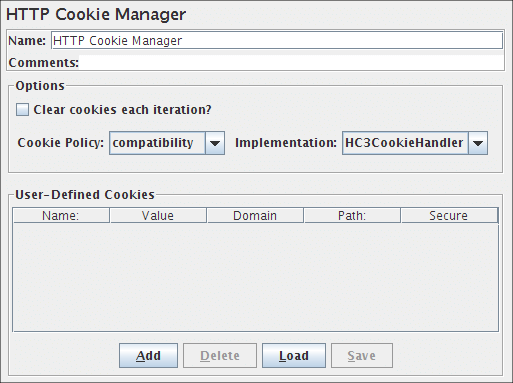 HTTP Cookie Manager
Name: HTTP Cookie Manager
Comments:
Options
Clear cookies each iteration?
Cookie Policy: compatibility Implementation: HC3CookieHandler
User-Defined Cookies
Name: Value Domain Path: Secure
Add Delete Load Save